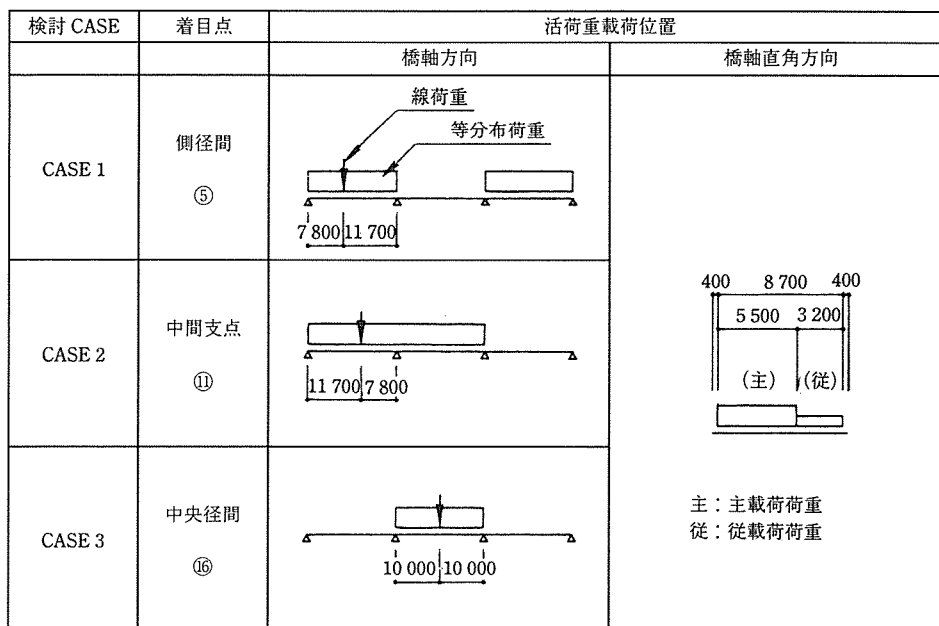 検討 CASE 着目点 活荷重載荷位置
橋軸方向 橋軸直角方向
CASE 1
側径間
⑤
線荷重
等分布荷重
7 800 11 700
CASE 2
中間支点
⑪
11 700 7 800
CASE 3
中央径間
⑯
10 000 10 000
400 8 700 400
5 500 3 200
(主) (従)
主：主載荷荷重
従：従載荷荷重